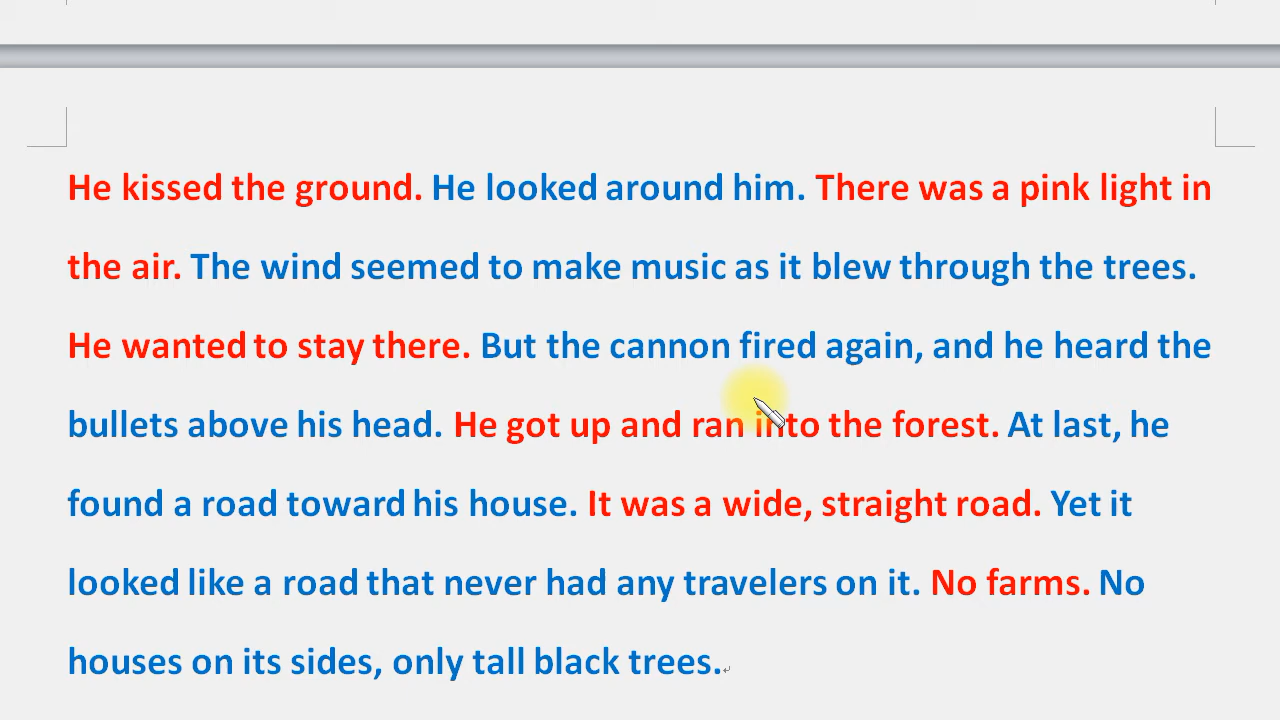 He kissed the ground. He looked around him. There was a pink light in
the air. The wind seemed to make music as it blew through the trees.
He wanted to stay there. But the cannon fired again, and he heard the
bullets above his head. He got up and ran into the forest. At last, he
found a road toward his house. It was a wide, straight road. Yet it
looked like a road that never had any travelers on it. No farms. No
houses on its sides, only tall black trees.